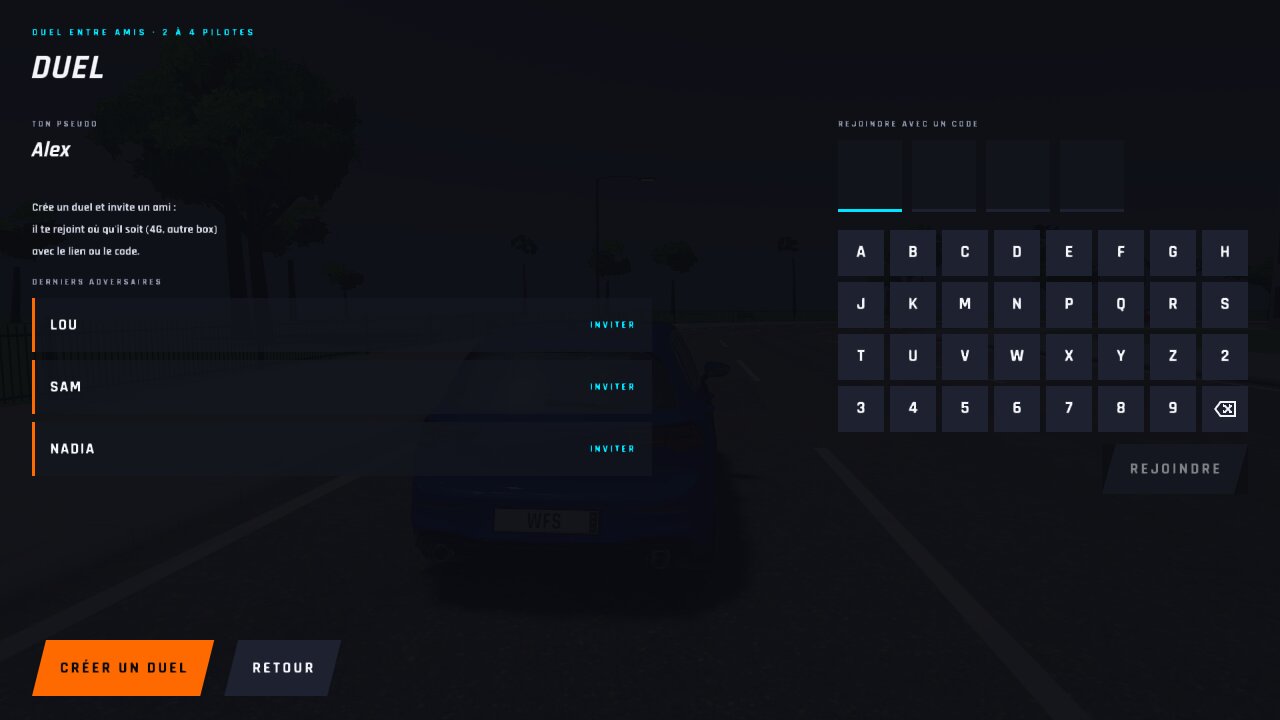 DUEL ENTRE AMIS · 2 À 4 PILOTES
DUEL
TON PSEUDO
Alex
Crée un duel et invite un ami :
il te rejoint où qu'il soit (4G, autre box)
avec le lien ou le code.
DERNIERS ADVERSAIRES
LOU INVITER
SAM INVITER
NADIA INVITER
WFS
CRÉER UN DUEL RETOUR
REJOINDRE AVEC UN CODE
A B C D E F G H
J K M N P Q R S
T U V W X Y Z 2
3 4 5 6 7 8 9
REJOINDRE